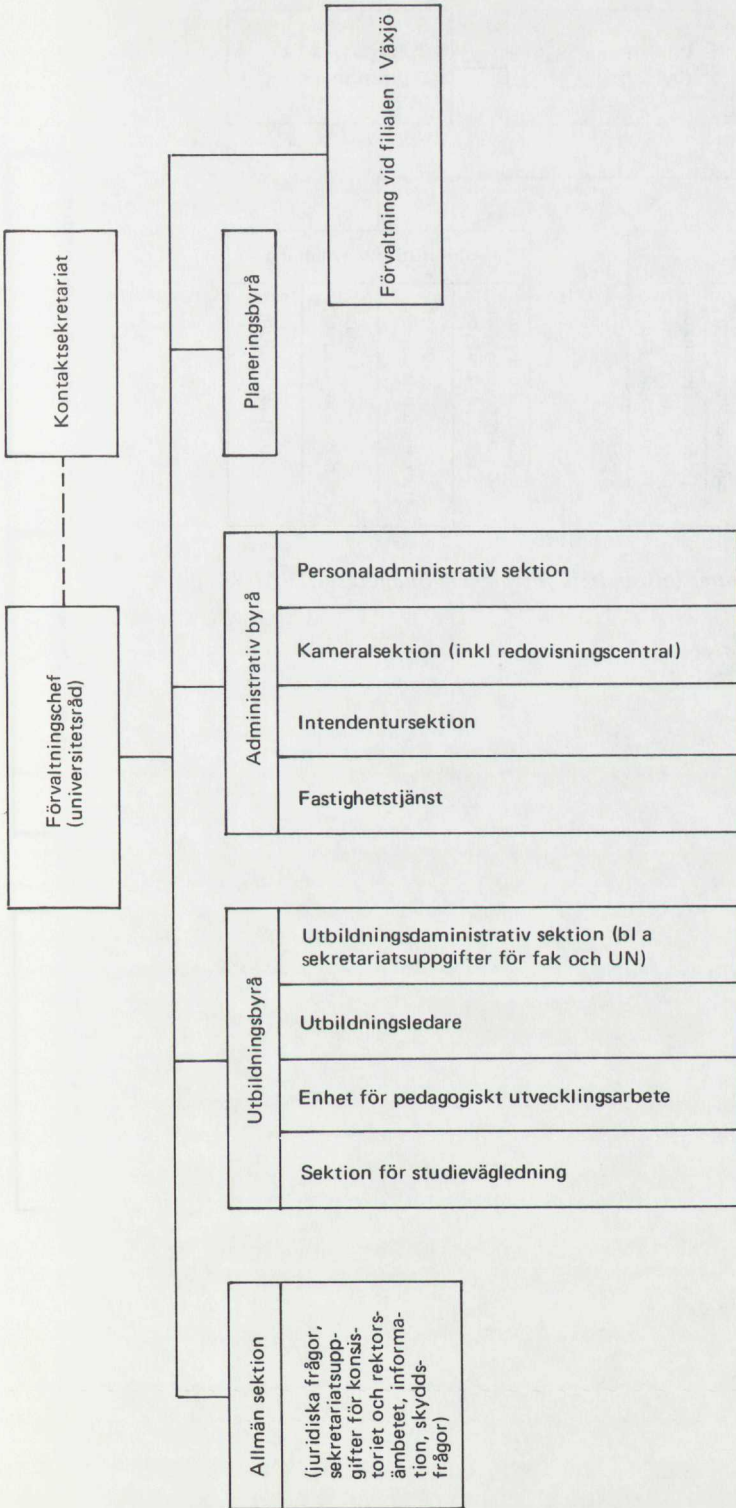 Förvaltningschef
(universitetsråd)
Kontaktsekretariat
Allmän sektion
(juridiska frågor,
sekretariatsupp-
gifter för konsis-
toriet och rektors-
ämbetet, informa-
tion, skydds-
frågor)
Utbildningsbyrå
Sektion för studievägledning
Enhet för pedagogiskt utvecklingsarbete
Utbildningsledare
Utbildningsdaministrativ sektion (bl a
sekretariatsuppgifter för fak och UN)
Administrativ byrå
Fastighetstjänst
Intendentursektion
Kameralsektion (inkl redovisningscentral)
Personaladministrativ sektion
Planeringsbyrå
Förvaltning vid filialen i Växjö